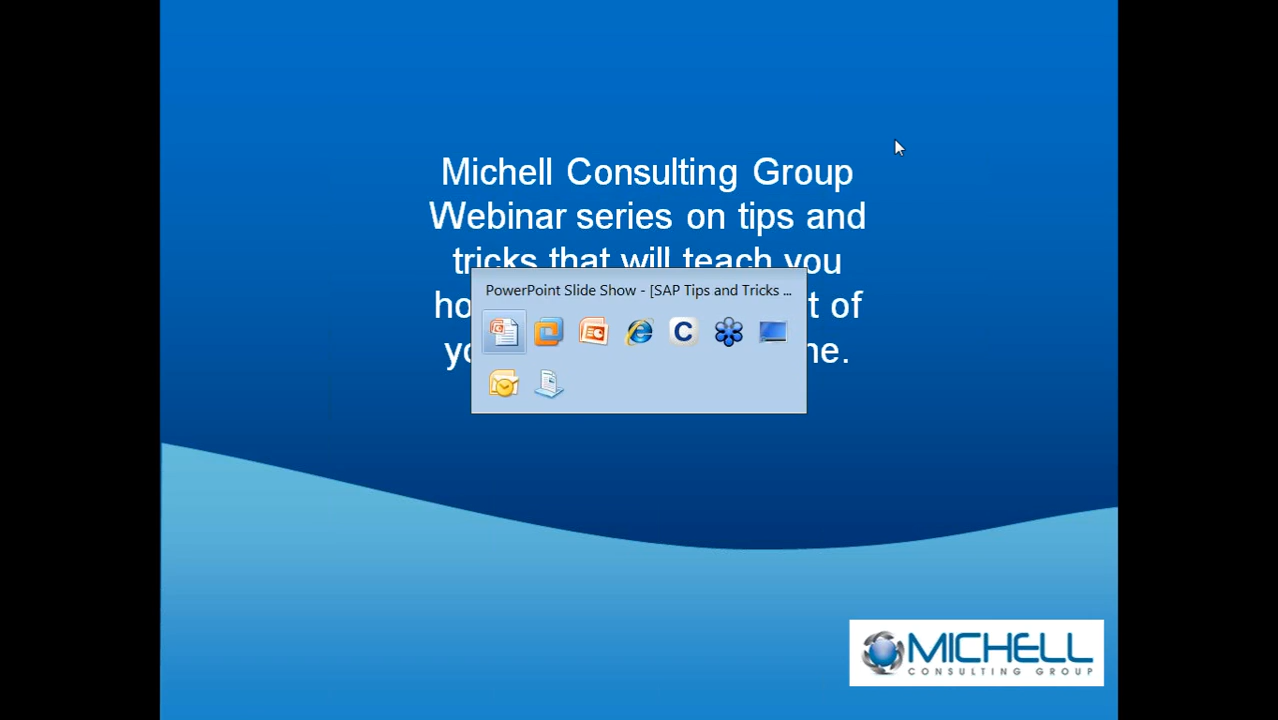 Michell Consulting Group
Webinar series on tips and
tricks that will teach you
PowerPoint Slide Show - [SAP Tips and Tricks ...
of
C
MICHELL
CONSULTING GROUP